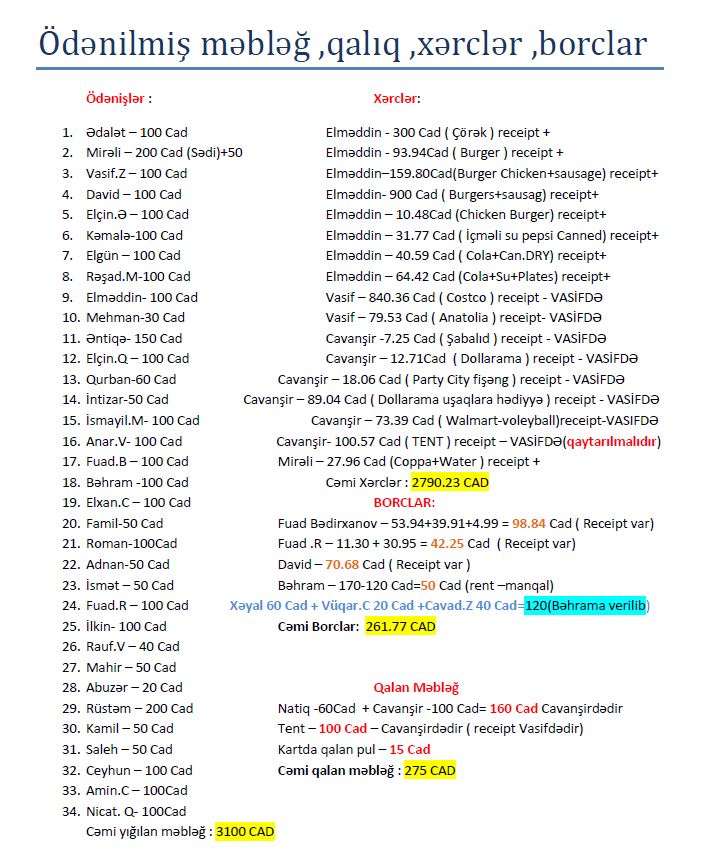 Ödənilmiş məbləğ ,qalıq ,xərclər ,borclar
Ödənişlər : Xərclər:
1. Ədalət – 100 Cad Elməddin - 300 Cad ( Çörək ) receipt +
2. Mirəli – 200 Cad (Sədi)+50 Elməddin - 93.94Cad ( Burger ) receipt +
3. Vasif.Z – 100 Cad Elməddin–159.80Cad(Burger Chicken+sausage) receipt+
4. David – 100 Cad Elməddin- 900 Cad ( Burgers+sausag) receipt+
5. Elçin.Ə – 100 Cad Elməddin – 10.48Cad (Chicken Burger) receipt+
6. Kəmalə-100 Cad Elməddin – 31.77 Cad ( İçməli su pepsi Canned) receipt+
7. Elgün – 100 Cad Elməddin – 40.59 Cad ( Cola+Can.DRY) receipt+
8. Rəşad.M-100 Cad Elməddin – 64.42 Cad (Cola+Su+Plates) receipt+
9. Elməddin- 100 Cad Vasif – 840.36 Cad ( Costco ) receipt - VASİFDƏ
10. Mehman-30 Cad Vasif – 79.53 Cad ( Anatolia ) receipt- VASİFDƏ
11. Əntiqə- 150 Cad Cavanşir -7.25 Cad ( Şabalıd ) receipt - VASİFDƏ
12. Elçin.Q – 100 Cad Cavanşir – 12.71Cad ( Dollarama ) receipt - VASİFDƏ
13. Qurban-60 Cad Cavanşir – 18.06 Cad ( Party City fişəng ) receipt - VASİFDƏ
14. İntizar-50 Cad Cavanşir – 89.04 Cad ( Dollarama uşaqlara hədiyyə ) receipt - VASİFDƏ
15. İsmayil.M- 100 Cad Cavanşir – 73.39 Cad ( Walmart-voleyball)receipt-VASIFDƏ
16. Anar.V- 100 Cad Cavanşir- 100.57 Cad ( TENT ) receipt – VASİFDƏ(qaytarılmalıdır)
17. Fuad.B – 100 Cad Mirəli – 27.96 Cad (Coppa+Water ) receipt +
18. Bəhram -100 Cad Cəmi Xərclər : 2790.23 CAD
19. Elxan.C – 100 Cad BORCLAR:
20. Famil-50 Cad Fuad Bədirxanov – 53.94+39.91+4.99 = 98.84 Cad ( Receipt var)
21. Roman-100Cad Fuad .R – 11.30 + 30.95 = 42.25 Cad ( Receipt var)
22. Adnan-50 Cad David – 70.68 Cad ( Receipt var )
23. İsmət – 50 Cad Bəhram – 170-120 Cad=50 Cad (rent –manqal)
24. Fuad.R – 100 Cad Xəyal 60 Cad + Vüqar.C 20 Cad +Cavad.Z 40 Cad=120(Bəhrama verilib)
25. İlkin- 100 Cad Cəmi Borclar: 261.77 CAD
26. Rauf.V – 40 Cad
27. Mahir – 50 Cad
28. Abuzər – 20 Cad Qalan Məbləğ
29. Rüstəm – 200 Cad Natiq -60Cad + Cavanşir -100 Cad= 160 Cad Cavanşirdədir
30. Kamil – 50 Cad Tent – 100 Cad – Cavanşirdədir ( receipt Vasifdədir)
31. Saleh – 50 Cad Kartda qalan pul – 15 Cad
32. Ceyhun – 100 Cad Cəmi qalan məbləğ : 275 CAD
33. Amin.C – 100Cad
34. Nicat. Q- 100Cad
Cəmi yığılan məbləğ : 3100 CAD